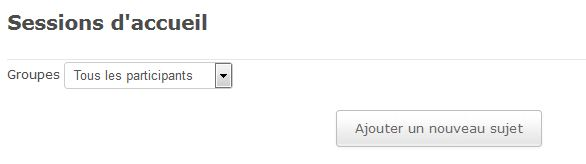 Sessions d'accueil
Groupes Tous les participants
Ajouter un nouveau sujet